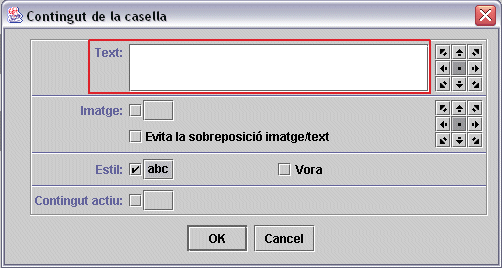 Contingut de la casella
Text:
Imatge:
Evita la sobreposició imatge/text
Estil: abc Vora
Contingut actiu:
OK Cancel